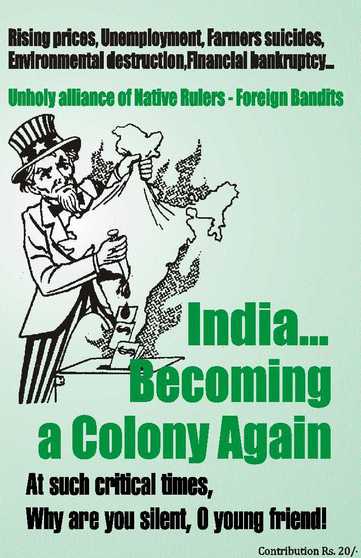 Rising prices, Unemployment, Farmers suicides,
Environmental destruction,Financial bankruptcy...
Unholy alliance of Native Rulers - Foreign Bandits
$
India...
Becoming
a Colony Again
At such critical times,
Why are you silent, O young friend!
Contribution Rs. 20/-